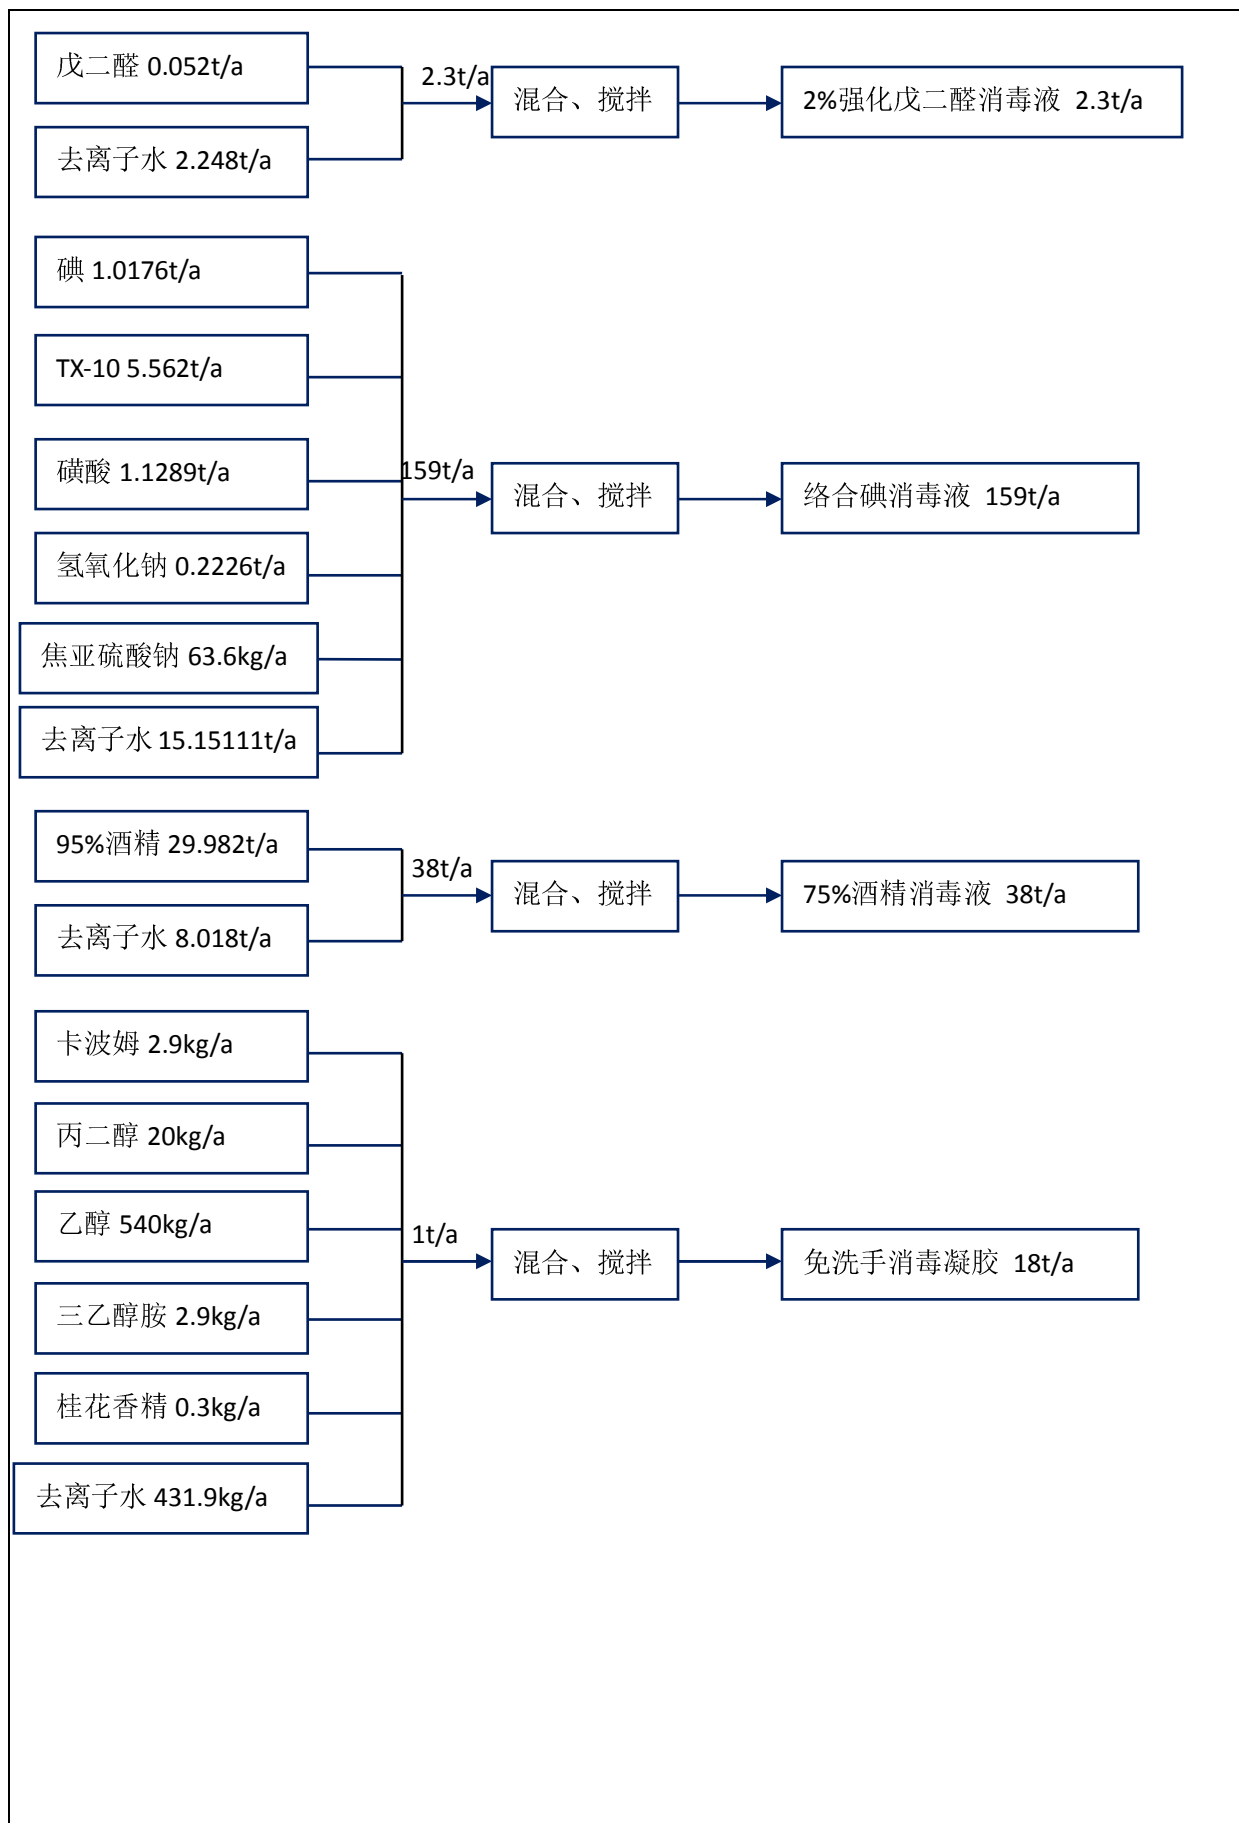 戊二醛 0.052t/a
2.3t/a
混合、搅拌
2%强化戊二醛消毒液 2.3t/a
去离子水 2.248t/a
碘 1.0176t/a
TX-10 5.562t/a
磺酸 1.1289t/a
159t/a
混合、搅拌
络合碘消毒液 159t/a
氢氧化钠 0.2226t/a
焦亚硫酸钠 63.6kg/a
去离子水 15.15111t/a
95%酒精 29.982t/a
38t/a
混合、搅拌
75%酒精消毒液 38t/a
去离子水 8.018t/a
卡波姆 2.9kg/a
丙二醇 20kg/a
乙醇 540kg/a
1t/a
混合、搅拌
免洗手消毒凝胶 18t/a
三乙醇胺 2.9kg/a
桂花香精 0.3kg/a
去离子水 431.9kg/a